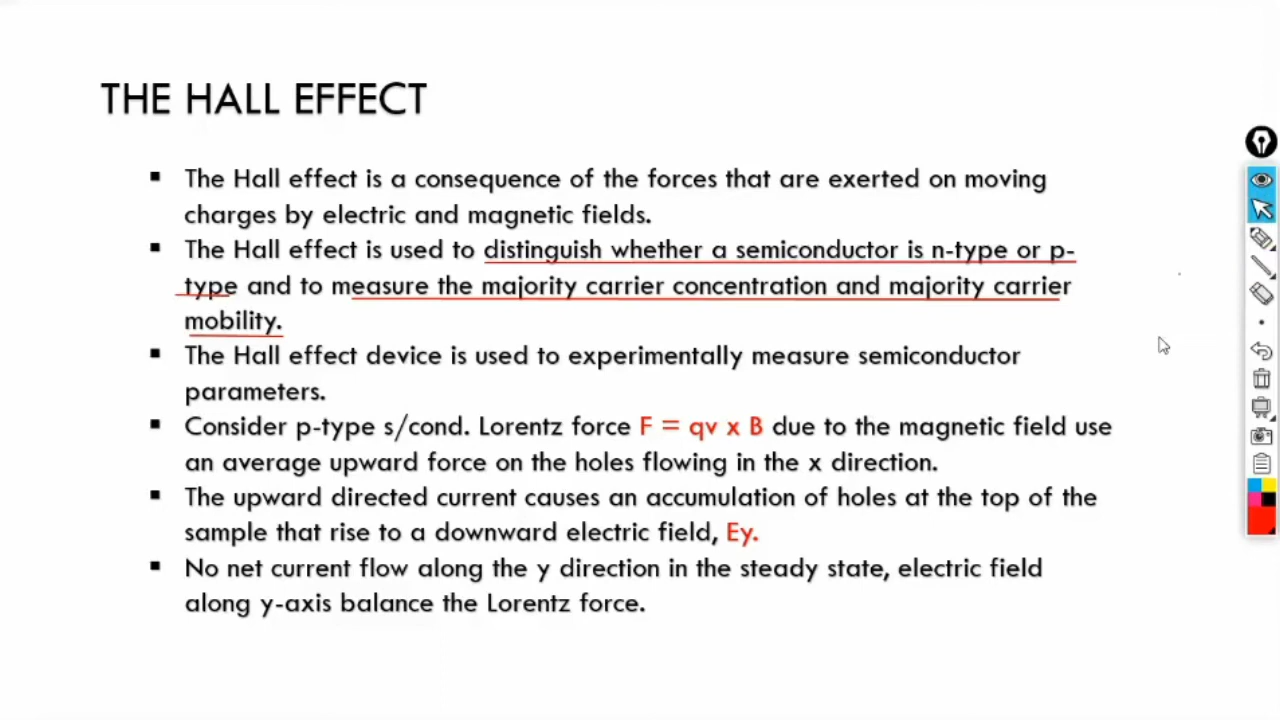 THE HALL EFFECT
▪ The Hall effect is a consequence of the forces that are exerted on moving
charges by electric and magnetic fields.
▪ The Hall effect is used to distinguish whether a semiconductor is n-type or p-
type and to measure the majority carrier concentration and majority carrier
mobility.
▪ The Hall effect device is used to experimentally measure semiconductor
parameters.
▪ Consider p-type s/cond. Lorentz force F = qv x B due to the magnetic field use
an average upward force on the holes flowing in the x direction.
▪ The upward directed current causes an accumulation of holes at the top of the
sample that rise to a downward electric field, Ey.
▪ No net current flow along the y direction in the steady state, electric field
along y-axis balance the Lorentz force.